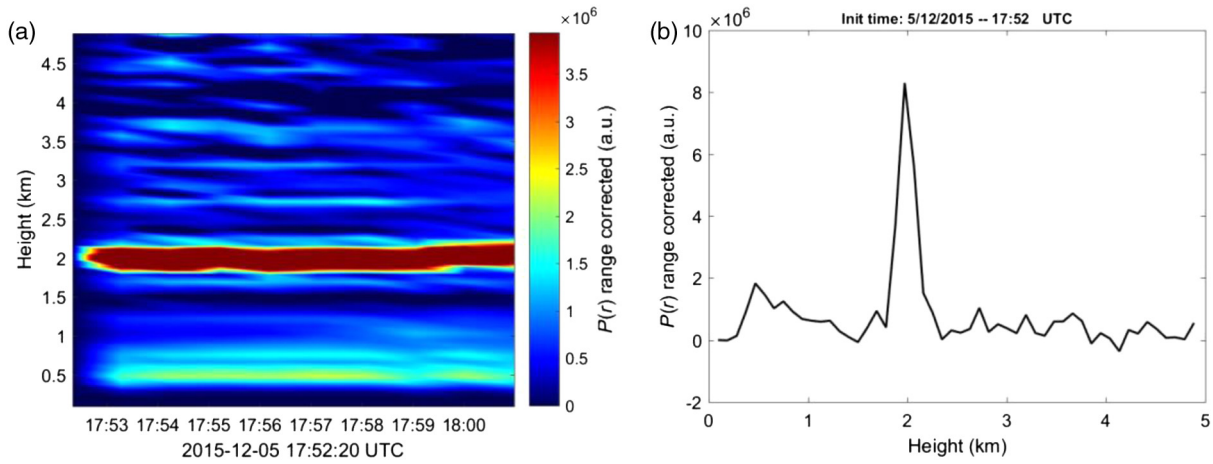 (a)
×10⁶
4.5
4
3.5
3
2.5
2
1.5
1
0.5
Height (km)
17:53 17:54 17:55 17:56 17:57 17:58 17:59 18:00
2015-12-05 17:52:20 UTC
3.5
3
2.5
2
1.5
1
0.5
0
P(r) range corrected (a.u.)
(b)
×10⁶
Init time: 5/12/2015 -- 17:52 UTC
10
8
6
4
2
0
-2
P(r) range corrected (a.u.)
0 1 2 3 4 5
Height (km)